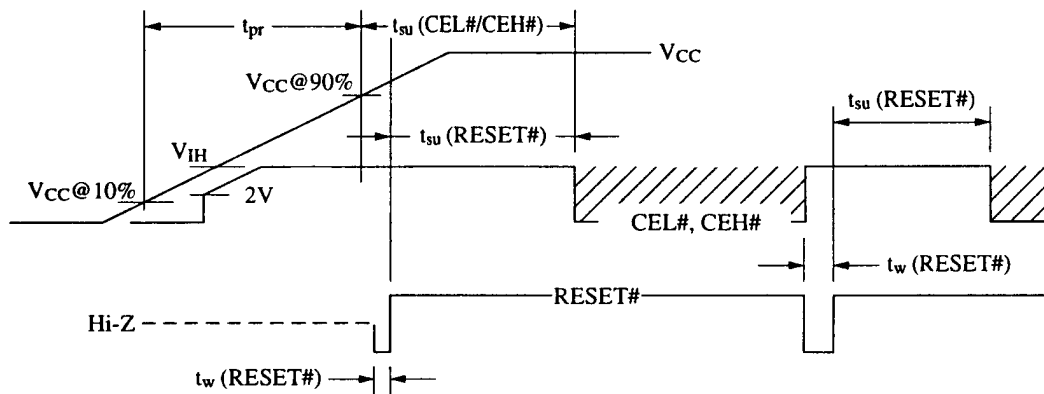 tpr
tsu (CEL#/CEH#)
VCC
VCC@90%
tsu (RESET#)
tsu (RESET#)
VIH
VCC@10%
2V
CEL#, CEH#
tw (RESET#)
RESET#
Hi-Z
tw (RESET#)